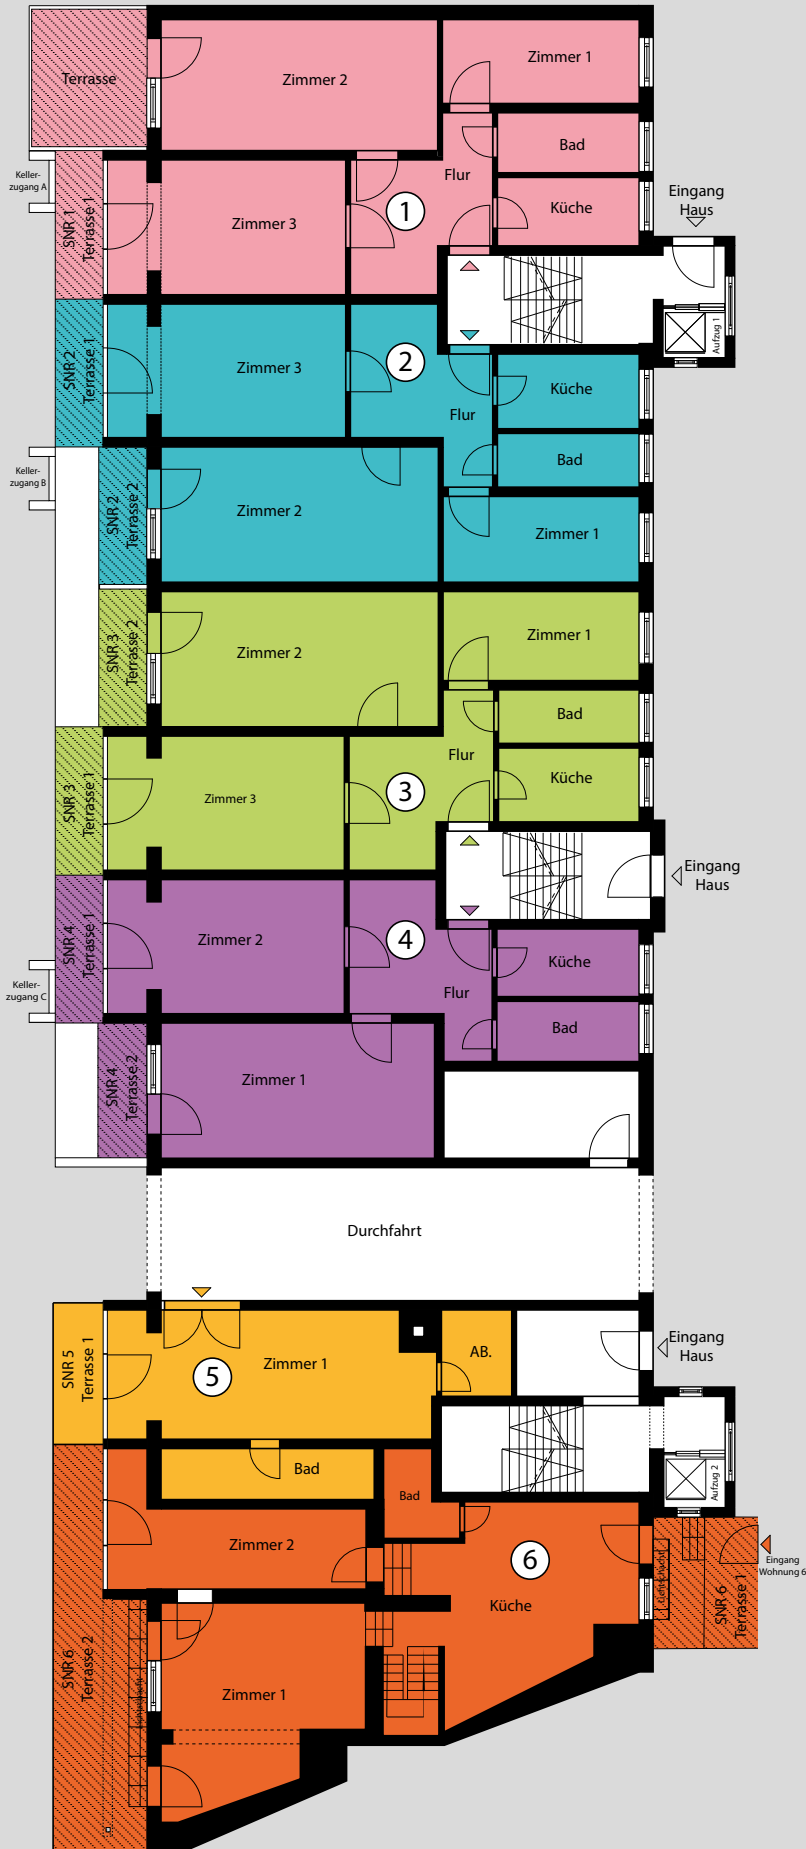 Zimmer 1
Terrasse
Zimmer 2
Bad
Flur
Keller-
zugang A
Küche
Eingang
Haus
SNR 1
Terrasse 1
Zimmer 3
1
Aufzug 1
SNR 2
Terrasse 1
Zimmer 3
2
Küche
Flur
Bad
Keller-
zugang B
SNR 2
Terrasse 2
Zimmer 2
Zimmer 1
SNR 3
Terrasse 2
Zimmer 2
Zimmer 1
Bad
Flur
Küche
SNR 3
Terrasse 1
Zimmer 3
3
Eingang
Haus
SNR 4
Terrasse 1
Zimmer 2
4
Küche
Keller-
zugang C
Flur
Bad
SNR 4
Terrasse 2
Zimmer 1
Durchfahrt
Eingang
Haus
SNR 5
Terrasse 1
Zimmer 1
5
AB.
Bad
Aufzug 2
Bad
Zimmer 2
6
Küche
Lichtschacht
SNR 6
Terrasse 1
Eingang
Wohnung 6
SNR 6
Terrasse 2
Lichtschacht
Zimmer 1